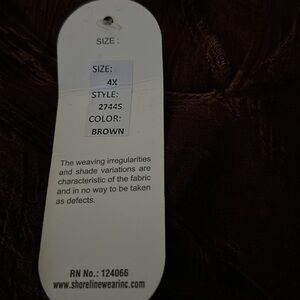 SIZE :
SIZE:
4X
STYLE:
27445
COLOR:
BROWN
The weaving irregularities
and shade variations are
characteristic of the fabric
and in no way to be taken
as defects.
RN No.: 124066
www.shorelinewearinc.com